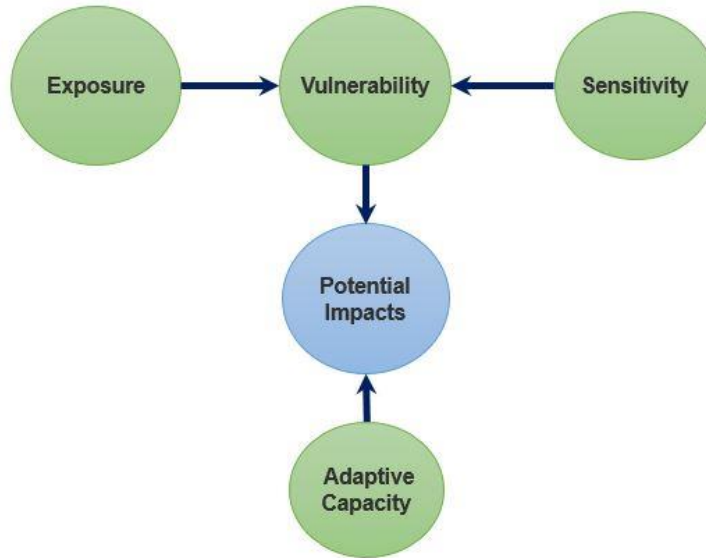 Exposure
Vulnerability
Sensitivity
Potential
Impacts
Adaptive
Capacity